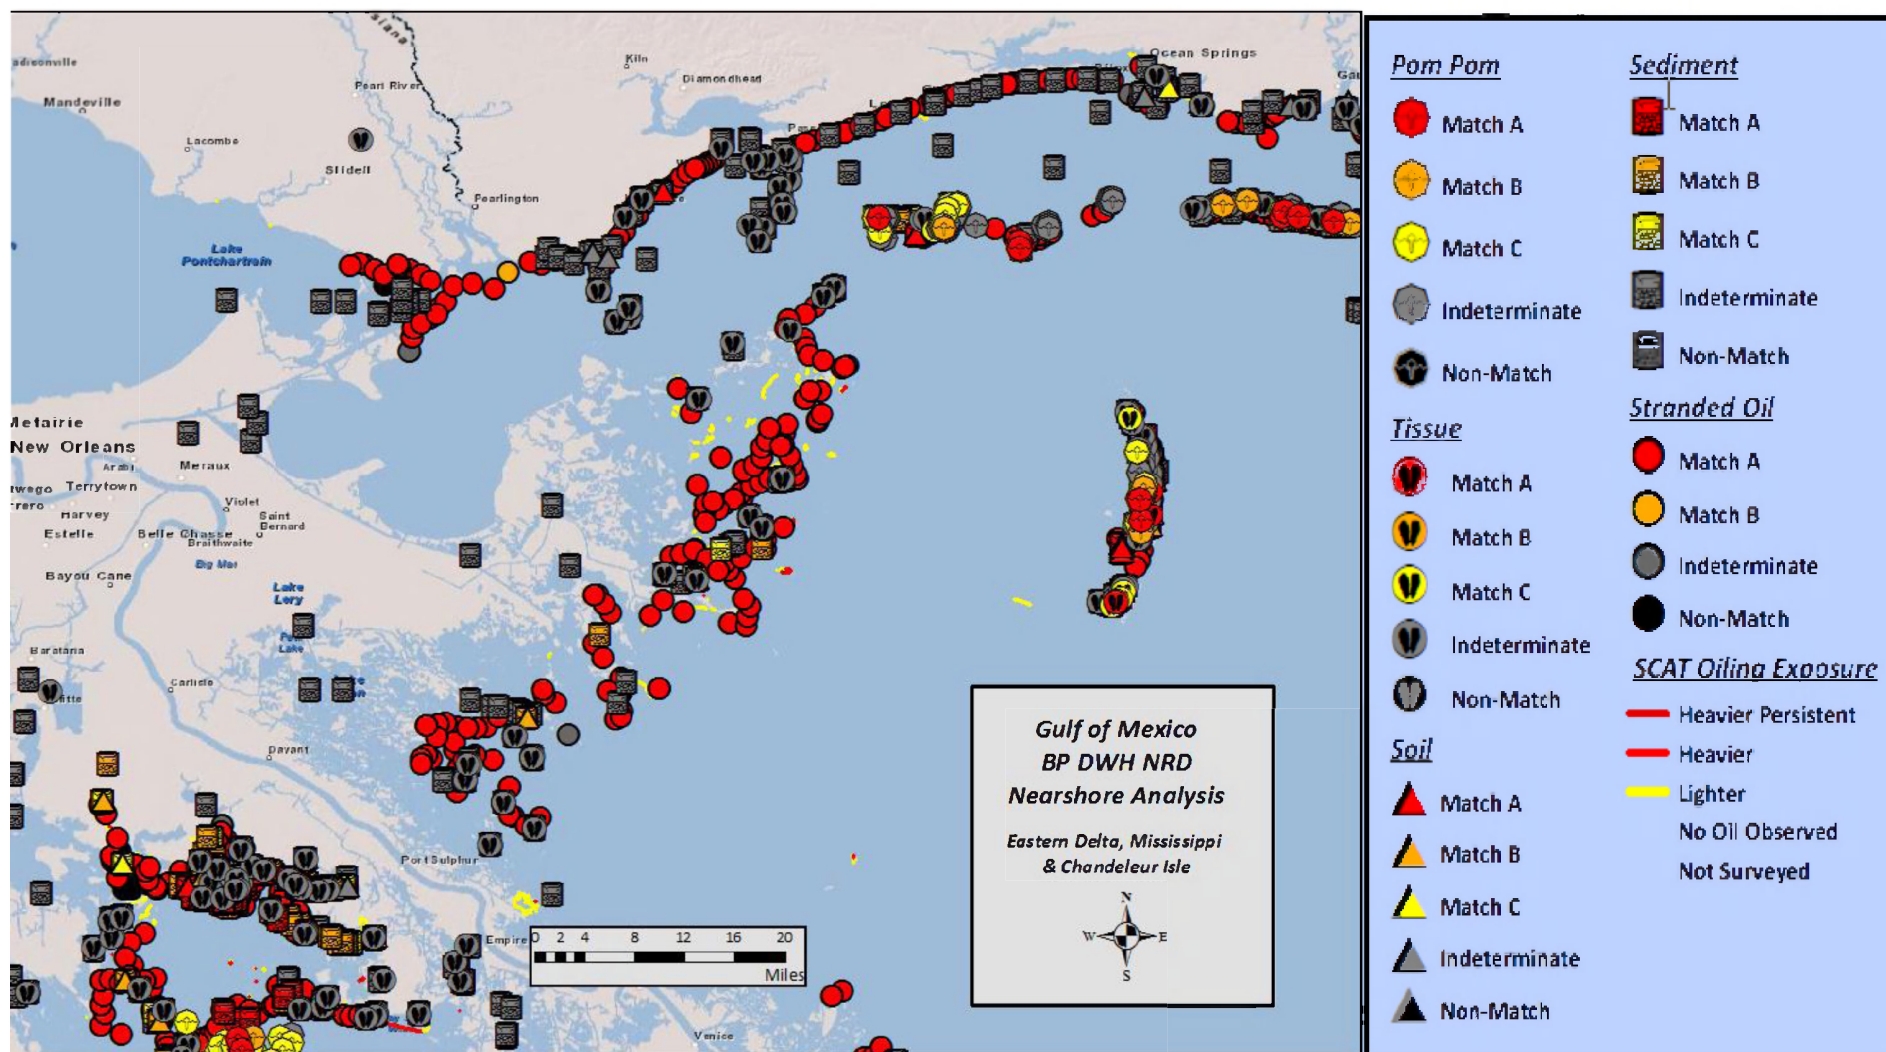 Kiln
Ocean Springs
Diamondhead
Mandeville
Pearl River
Lacombe
Slidell
Pearlington
Lake
Pontchartrain
Metairie
New Orleans
Arabi
Meraux
Terrytown
Harvey
Violet
Saint
Bernard
Estelle
Belle Chasse
Braithwaite
Big Mar
Bayou Cane
Lake
Lery
Lake
Barataria
Carlisle
Davant
Port Sulphur
Empire
Venice
0 2 4 8 12 16 20
Miles
Gulf of Mexico
BP DWH NRD
Nearshore Analysis
Eastern Delta, Mississippi
& Chandeleur Isle
N
W E
S
Pom Pom
Match A
Match B
Match C
Indeterminate
Non-Match
Tissue
Match A
Match B
Match C
Indeterminate
Non-Match
Soil
Match A
Match B
Match C
Indeterminate
Non-Match
Sediment
Match A
Match B
Match C
Indeterminate
Non-Match
Stranded Oil
Match A
Match B
Indeterminate
Non-Match
SCAT Oiling Exposure
Heavier Persistent
Heavier
Lighter
No Oil Observed
Not Surveyed